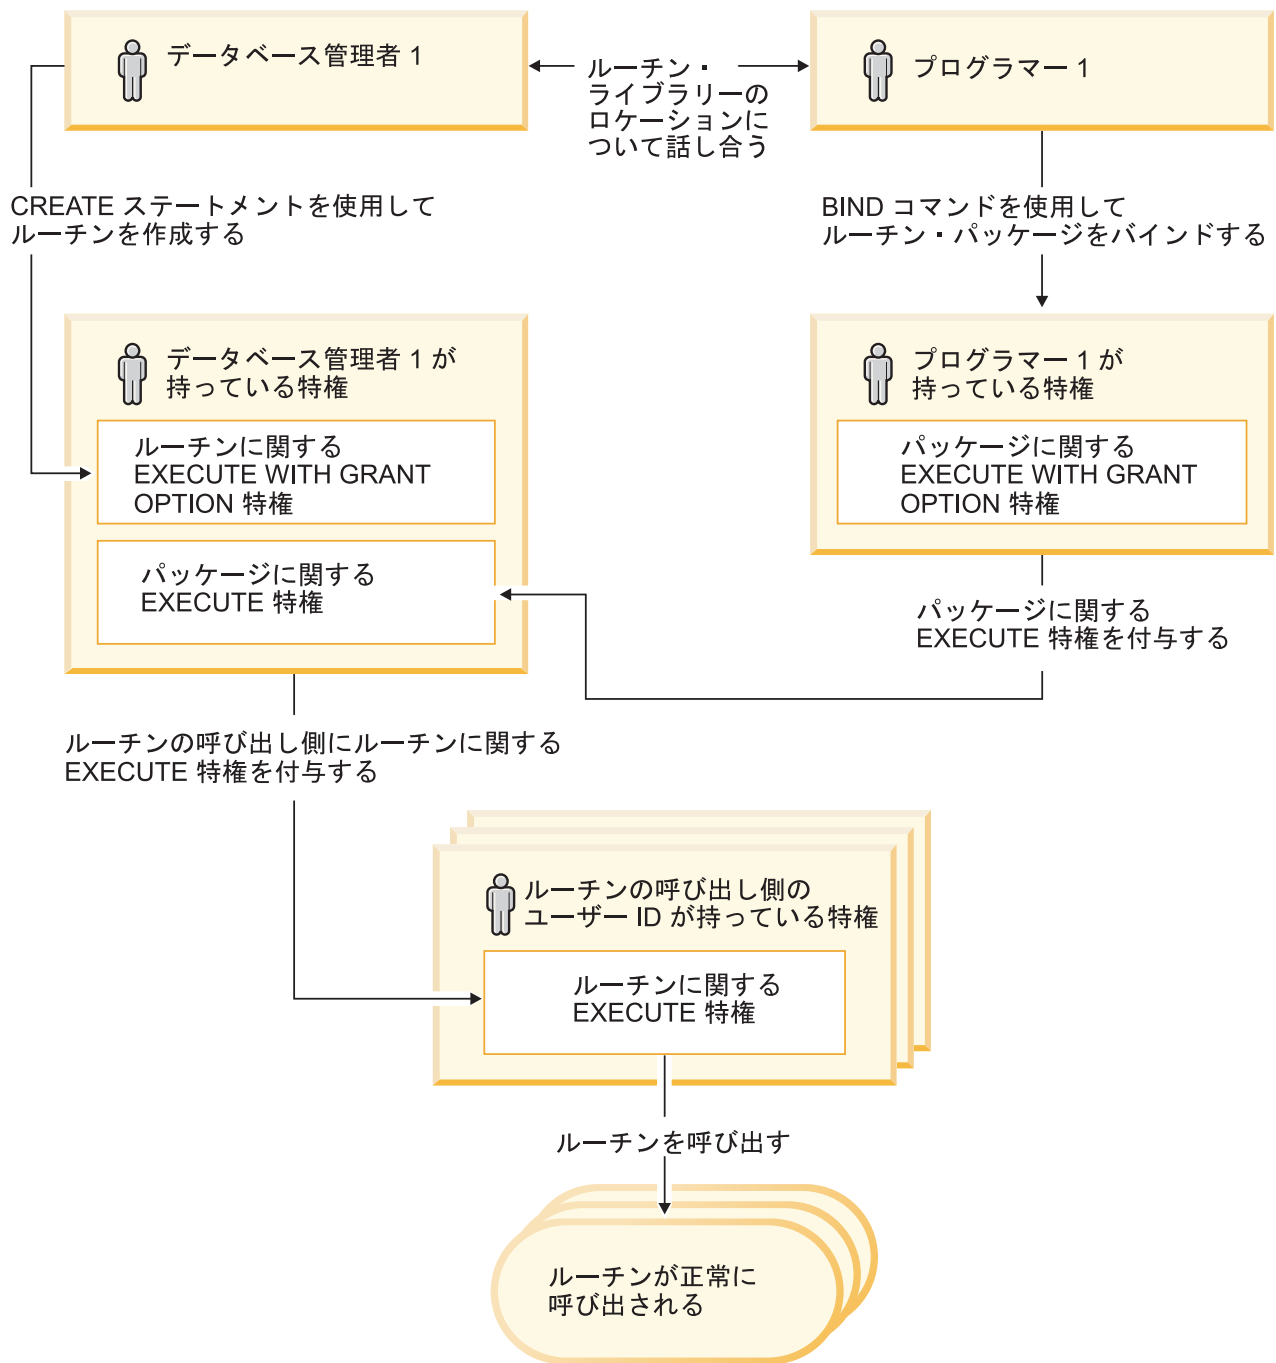 データベース管理者 1
ルーチン・
ライブラリーの
ロケーションに
ついて話し合う
プログラマー 1
CREATE ステートメントを使用して
ルーチンを作成する
BIND コマンドを使用して
ルーチン・パッケージをバインドする
データベース管理者 1 が
持っている特権
ルーチンに関する
EXECUTE WITH GRANT
OPTION 特権
パッケージに関する
EXECUTE 特権
プログラマー 1 が
持っている特権
パッケージに関する
EXECUTE WITH GRANT
OPTION 特権
パッケージに関する
EXECUTE 特権を付与する
ルーチンの呼び出し側にルーチンに関する
EXECUTE 特権を付与する
ルーチンの呼び出し側の
ユーザー ID が持っている特権
ルーチンに関する
EXECUTE 特権
ルーチンを呼び出す
ルーチンが正常に
呼び出される